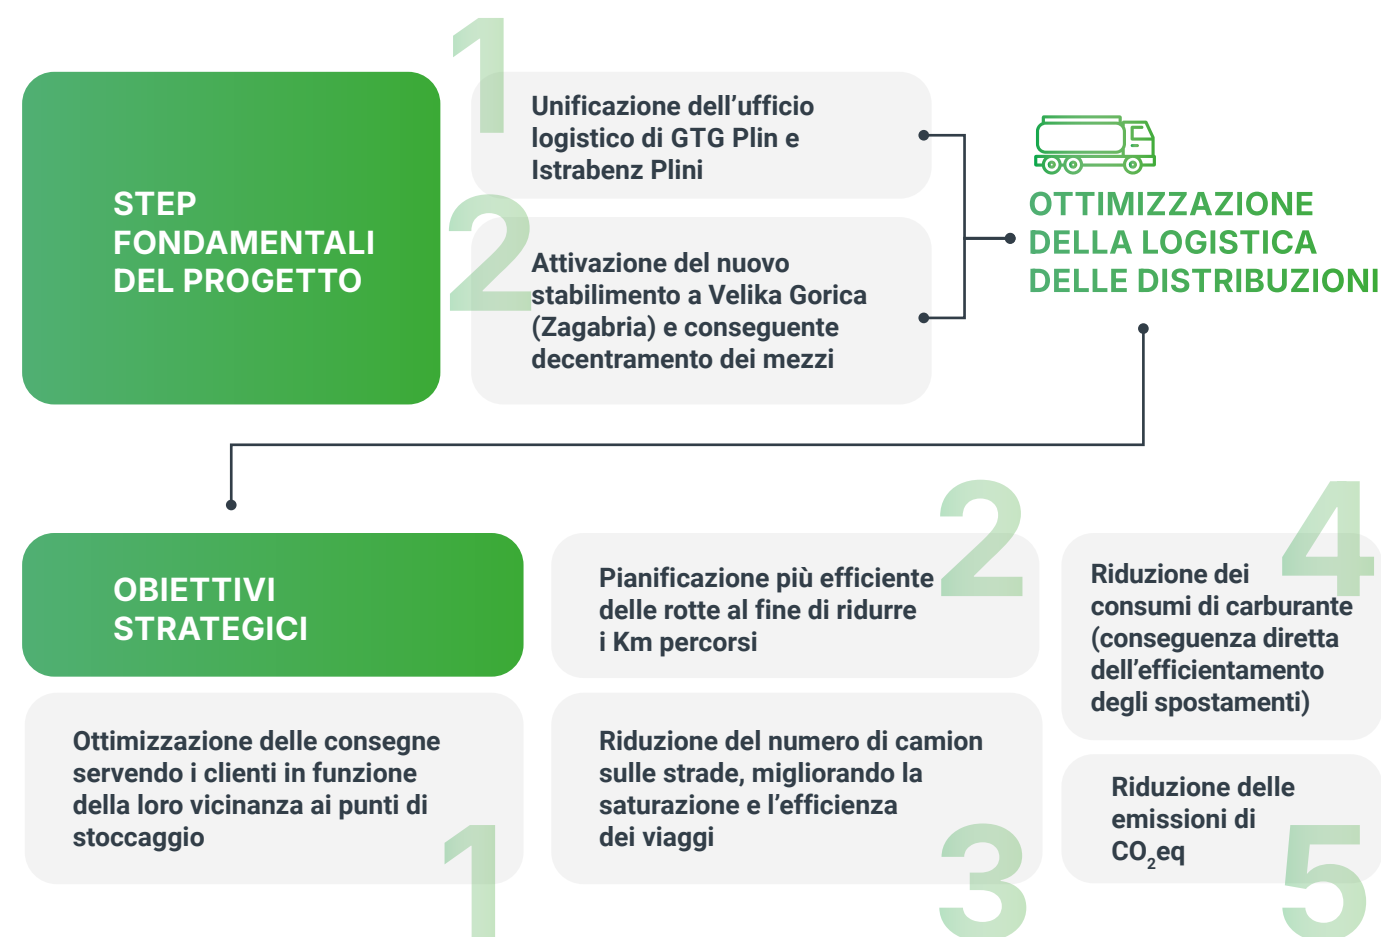 STEP
FONDAMENTALI
DEL PROGETTO
1
Unificazione dell’ufficio
logistico di GTG Plin e
Istrabenz Plini
2
Attivazione del nuovo
stabilimento a Velika Gorica
(Zagabria) e conseguente
decentramento dei mezzi
OTTIMIZZAZIONE
DELLA LOGISTICA
DELLE DISTRIBUZIONI
OBIETTIVI
STRATEGICI
Ottimizzazione delle consegne
servendo i clienti in funzione
della loro vicinanza ai punti di
stoccaggio
1
2
Pianificazione più efficiente
delle rotte al fine di ridurre
i Km percorsi
Riduzione del numero di camion
sulle strade, migliorando la
saturazione e l’efficienza
dei viaggi
3
4
Riduzione dei
consumi di carburante
(conseguenza diretta
dell’efficientamento
degli spostamenti)
Riduzione delle
emissioni di
CO₂eq
5